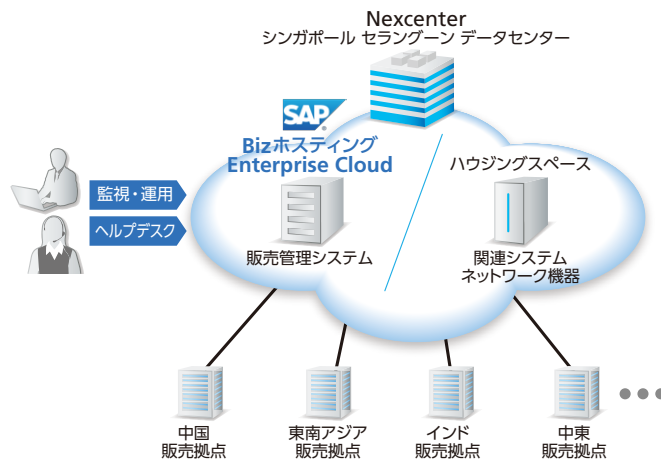 Nexcenter
シンガポール セラングーン データセンター
SAP
Bizホスティング
Enterprise Cloud
ハウジングスペース
監視・運用
ヘルプデスク
販売管理システム
関連システム
ネットワーク機器
中国
販売拠点
東南アジア
販売拠点
インド
販売拠点
中東
販売拠点